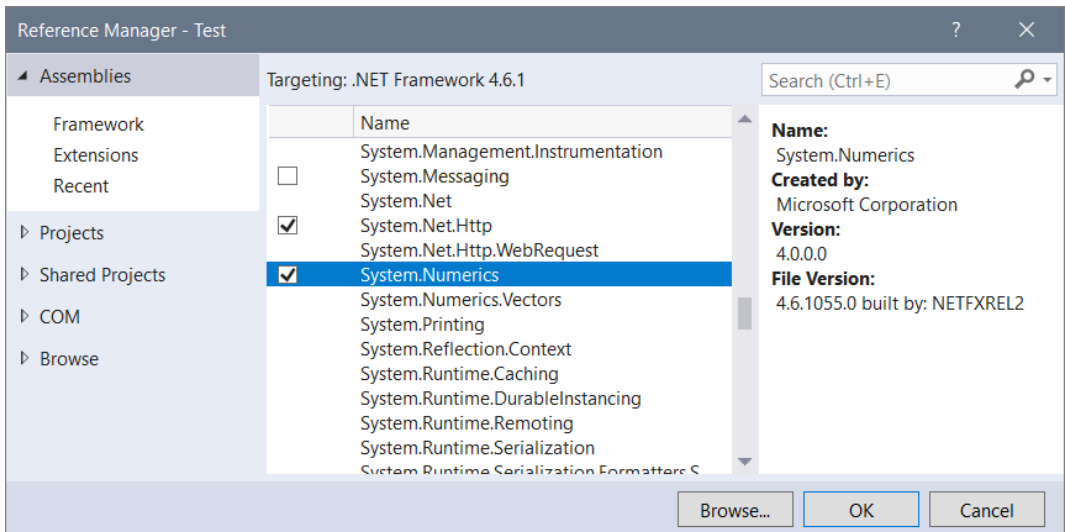 Reference Manager - Test
? ×
Assemblies
Framework
Extensions
Recent
Projects
Shared Projects
COM
Browse
Targeting: .NET Framework 4.6.1
Name
System.Management.Instrumentation
System.Messaging
System.Net
System.Net.Http
System.Net.Http.WebRequest
System.Numerics
System.Numerics.Vectors
System.Printing
System.Reflection.Context
System.Runtime.Caching
System.Runtime.DurableInstancing
System.Runtime.Remoting
System.Runtime.Serialization
System.Runtime.Serialization.Formatters.S
Search (Ctrl+E)
Name:
System.Numerics
Created by:
Microsoft Corporation
Version:
4.0.0.0
File Version:
4.6.1055.0 built by: NETFXREL2
Browse...
OK
Cancel